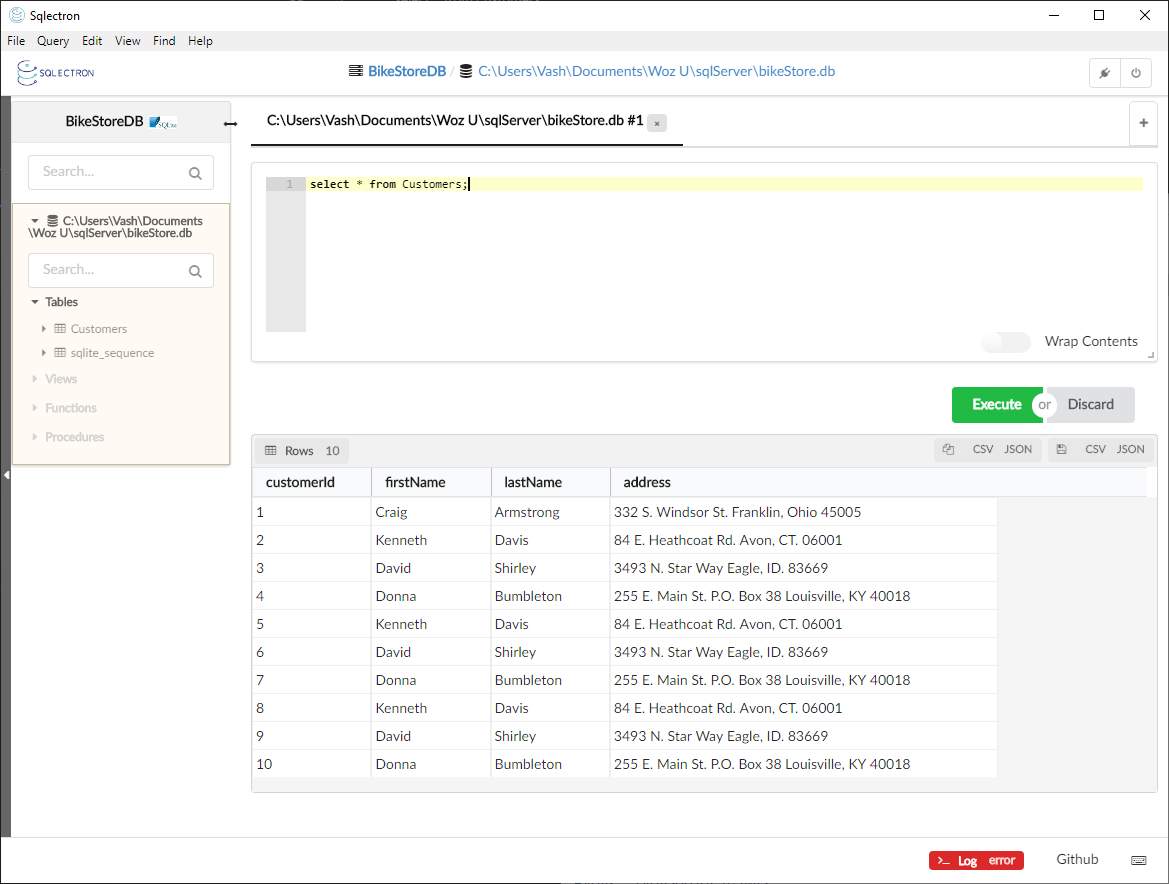 Sqlectron
File Query Edit View Find Help
SQLECTRON
BikeStoreDB / C:\Users\Vash\Documents\Woz U\sqlServer\bikeStore.db
BikeStoreDB SQLite
C:\Users\Vash\Documents\Woz U\sqlServer\bikeStore.db #1 ×
+
Search...
C:\Users\Vash\Documents
\Woz U\sqlServer\bikeStore.db
Search...
Tables
Customers
sqlite_sequence
Views
Functions
Procedures
1 select * from Customers;
Wrap Contents
Execute or Discard
Rows 10 CSV JSON CSV JSON
customerId firstName lastName address
1 Craig Armstrong 332 S. Windsor St. Franklin, Ohio 45005
2 Kenneth Davis 84 E. Heathcoat Rd. Avon, CT. 06001
3 David Shirley 3493 N. Star Way Eagle, ID. 83669
4 Donna Bumbleton 255 E. Main St. P.O. Box 38 Louisville, KY 40018
5 Kenneth Davis 84 E. Heathcoat Rd. Avon, CT. 06001
6 David Shirley 3493 N. Star Way Eagle, ID. 83669
7 Donna Bumbleton 255 E. Main St. P.O. Box 38 Louisville, KY 40018
8 Kenneth Davis 84 E. Heathcoat Rd. Avon, CT. 06001
9 David Shirley 3493 N. Star Way Eagle, ID. 83669
10 Donna Bumbleton 255 E. Main St. P.O. Box 38 Louisville, KY 40018
>_ Log error Github